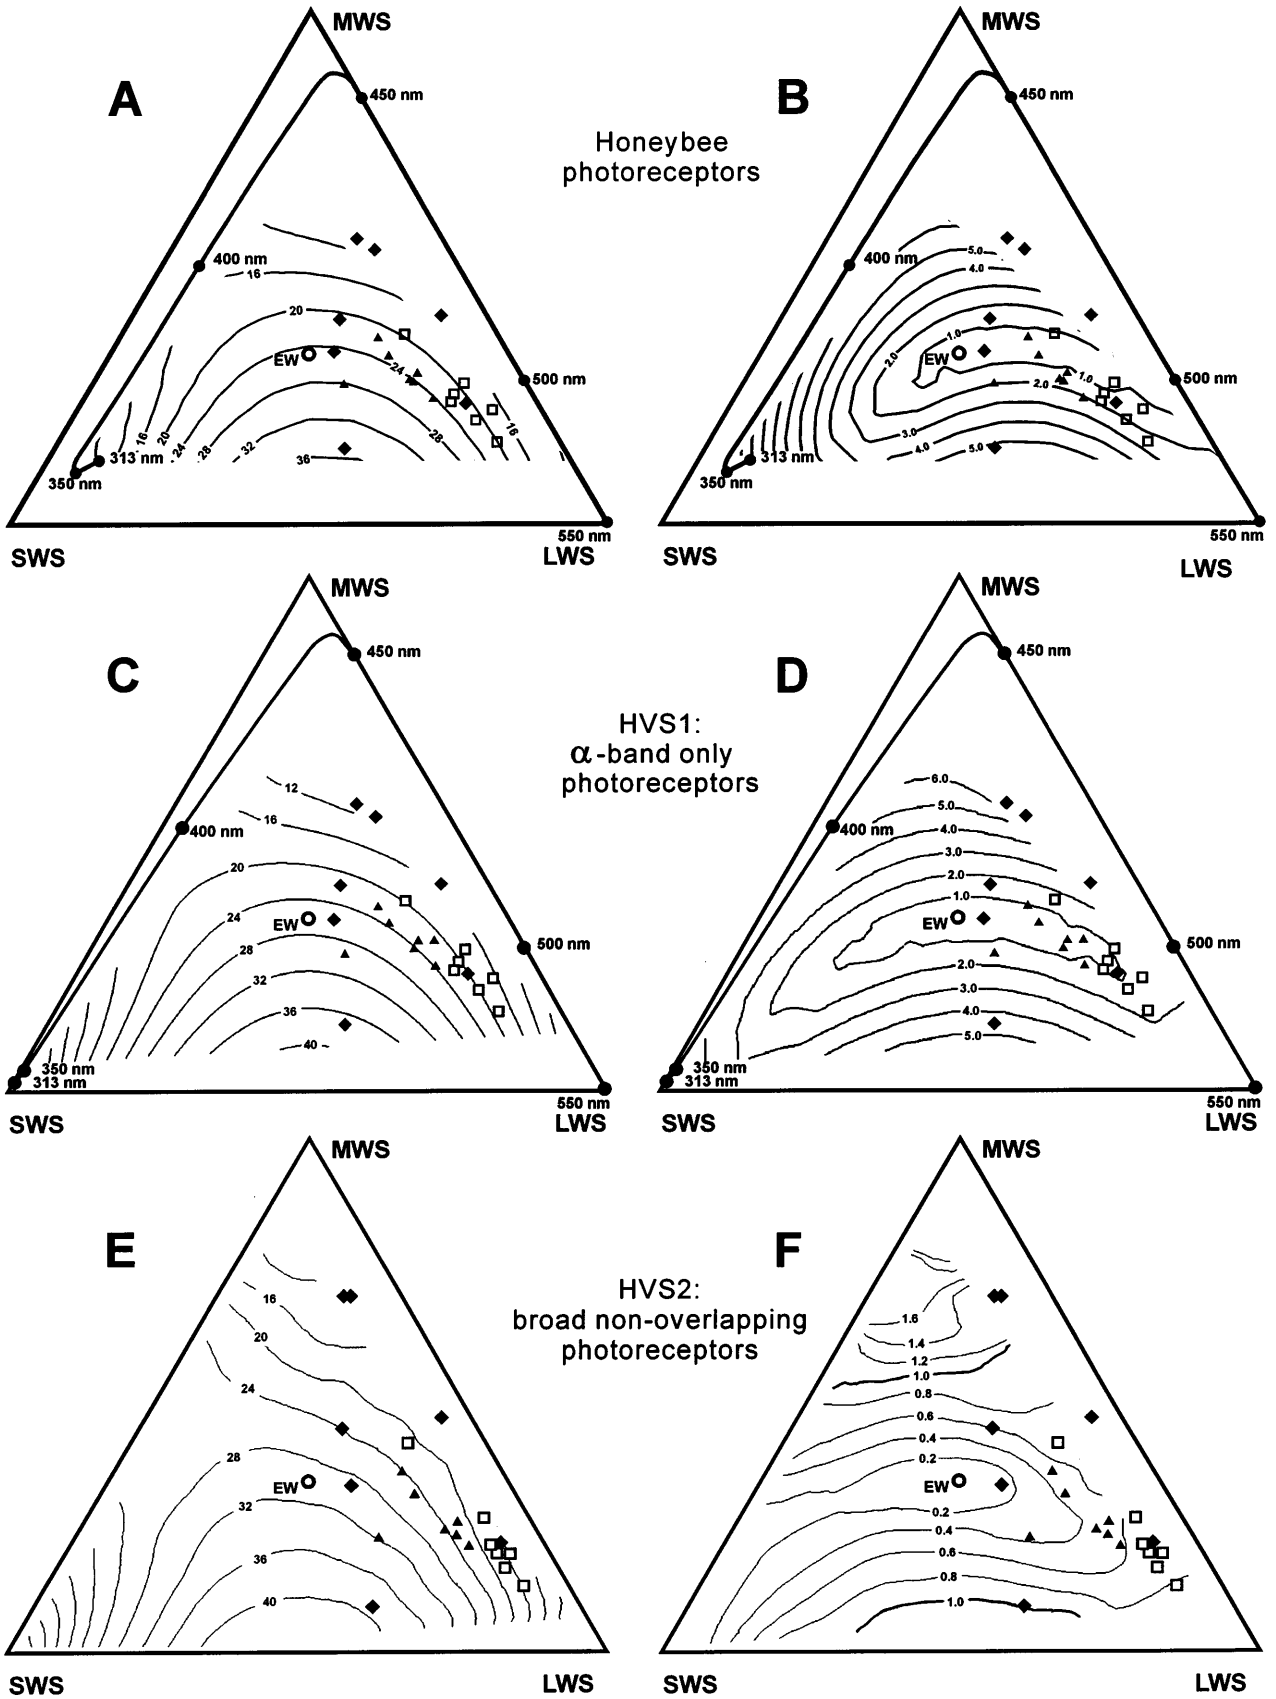 MWS
MWS
A
450 nm
B
450 nm
Honeybee
photoreceptors
400 nm
16
20
EW
24
500 nm
16
20
24
28
32
36
28
16
313 nm
350 nm
550 nm
SWS
LWS
5.0
400 nm
4.0
1.0
2.0
EW
1.0
2.0
500 nm
3.0
4.0
5.0
313 nm
350 nm
550 nm
SWS
LWS
MWS
MWS
C
450 nm
D
450 nm
HVS1:
α-band only
photoreceptors
12
16
400 nm
20
24
EW
28
500 nm
32
36
40
350 nm
313 nm
550 nm
SWS
LWS
6.0
5.0
400 nm
4.0
3.0
2.0
1.0
EW
500 nm
2.0
3.0
4.0
5.0
350 nm
313 nm
550 nm
SWS
LWS
MWS
MWS
E
F
HVS2:
broad non-overlapping
photoreceptors
16
20
24
28
EW
32
36
40
SWS
LWS
1.6
1.4
1.2
1.0
0.8
0.6
0.4
0.2
EW
0.2
0.4
0.6
0.8
1.0
SWS
LWS